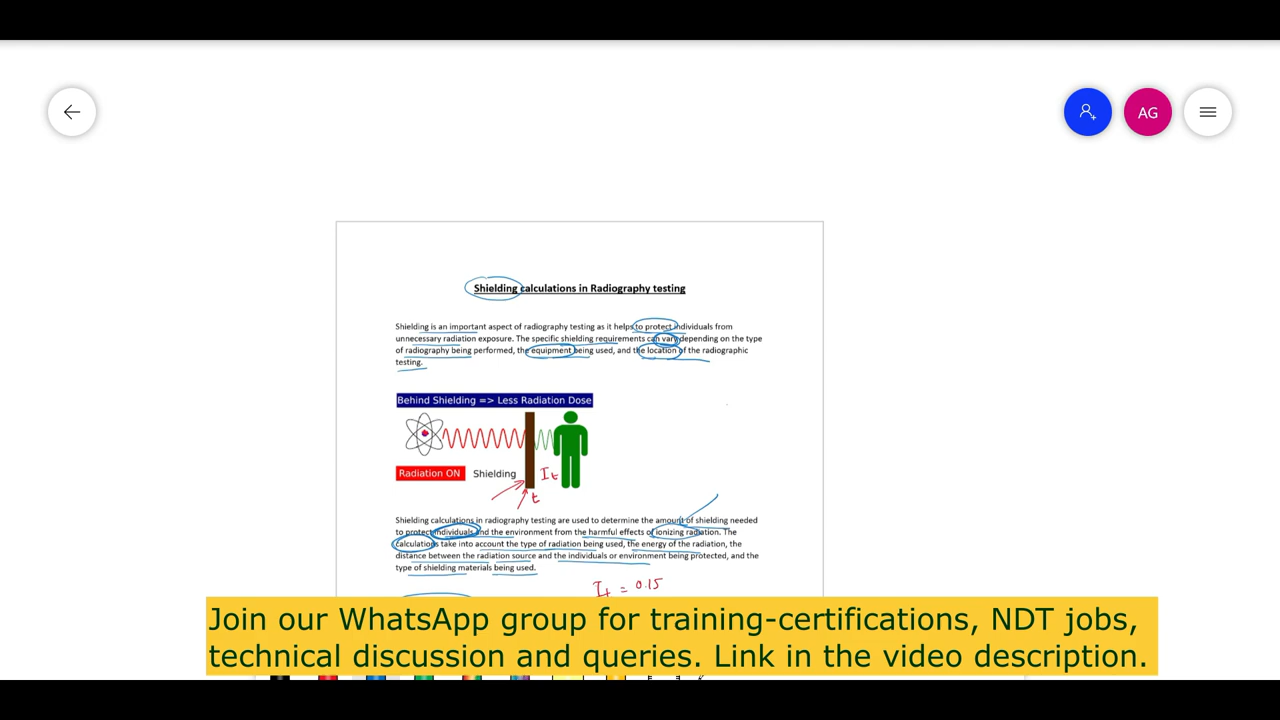 AG
Shielding calculations in Radiography testing
Shielding is an important aspect of radiography testing as it helps to protect individuals from
unnecessary radiation exposure. The specific shielding requirements can vary depending on the type
of radiography being performed, the equipment being used, and the location of the radiographic
testing.
Behind Shielding => Less Radiation Dose
Radiation ON Shielding It
t
Shielding calculations in radiography testing are used to determine the amount of shielding needed
to protect individuals and the environment from the harmful effects of ionizing radiation. The
calculations take into account the type of radiation being used, the energy of the radiation, the
distance between the radiation source and the individuals or environment being protected, and the
type of shielding materials being used.
It = 0.15
Join our WhatsApp group for training-certifications, NDT jobs,
technical discussion and queries. Link in the video description.